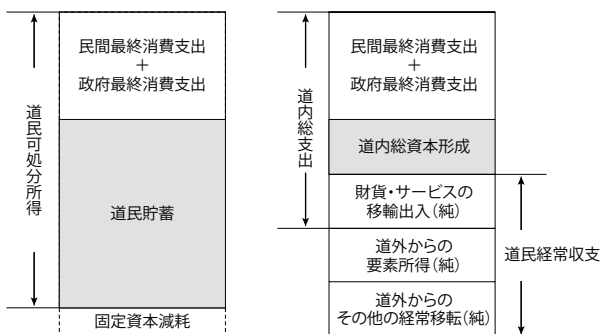 道民可処分所得
民間最終消費支出
＋
政府最終消費支出
道民貯蓄
固定資本減耗
道内総支出
民間最終消費支出
＋
政府最終消費支出
道内総資本形成
財貨・サービスの
移輸出入（純）
道外からの
要素所得（純）
道外からの
その他の経常移転（純）
道民経常収支